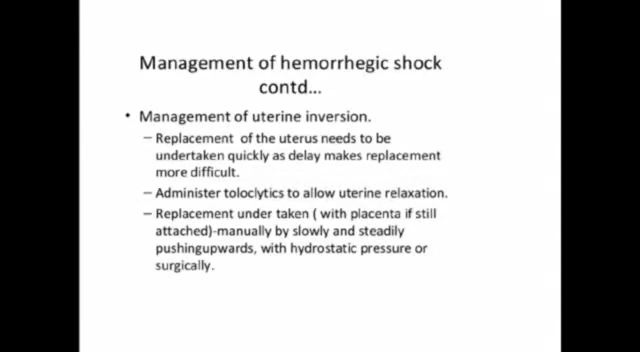 Management of hemorrhegic shock
contd...
• Management of uterine inversion.
– Replacement of the uterus needs to be
undertaken quickly as delay makes replacement
more difficult.
– Administer toloclytics to allow uterine relaxation.
– Replacement under taken ( with placenta if still
attached)-manually by slowly and steadily
pushingupwards, with hydrostatic pressure or
surgically.